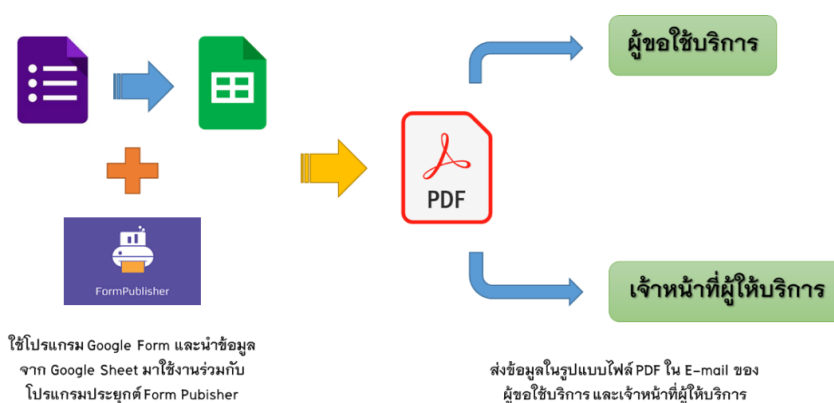 ผู้ขอใช้บริการ
PDF
FormPublisher
เจ้าหน้าที่ผู้ให้บริการ
ใช้โปรแกรม Google Form และนำข้อมูล
จาก Google Sheet มาใช้งานร่วมกับ
โปรแกรมประยุกต์ Form Pubisher
ส่งข้อมูลในรูปแบบไฟล์ PDF ใน E-mail ของ
ผู้ขอใช้บริการ และเจ้าหน้าที่ผู้ให้บริการ